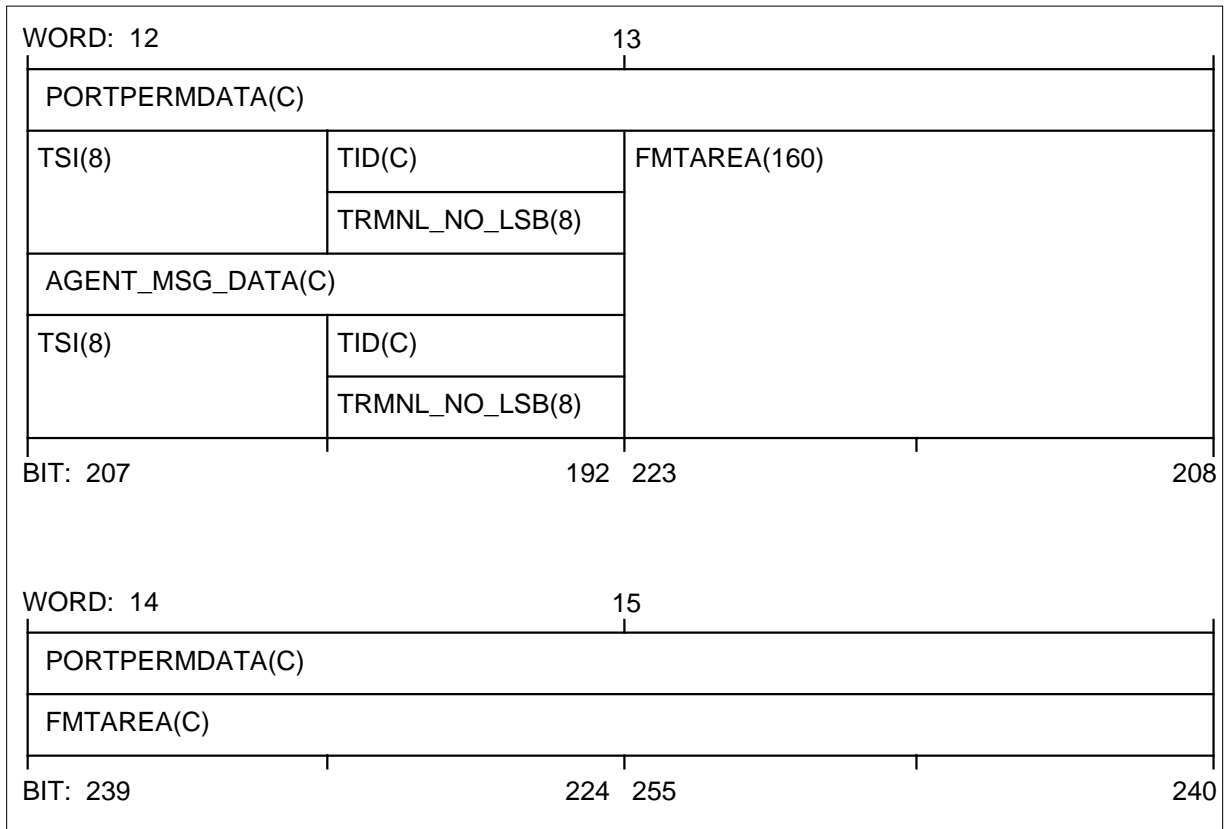 WORD: 12 13
PORTPERMDATA(C)
TSI(8) TID(C) FMTAREA(160)
TRMNL_NO_LSB(8)
AGENT_MSG_DATA(C)
TSI(8) TID(C)
TRMNL_NO_LSB(8)
BIT: 207 192 223 208
WORD: 14 15
PORTPERMDATA(C)
FMTAREA(C)
BIT: 239 224 255 240